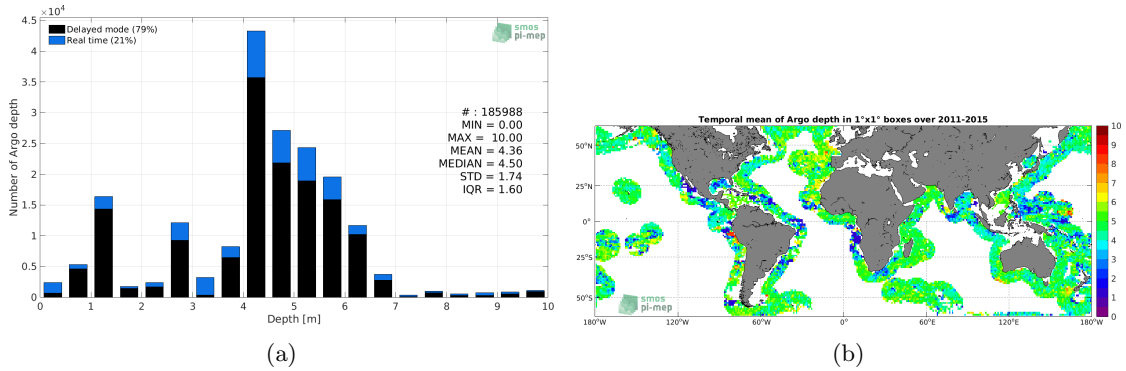 ×10⁴
4.5
4
3.5
3
2.5
2
1.5
1
0.5
0
Number of Argo depth
Delayed mode (79%)
Real time (21%)
smos
pi-mep
# : 185988
MIN = 0.00
MAX = 10.00
MEAN = 4.36
MEDIAN = 4.50
STD = 1.74
IQR = 1.60
0 1 2 3 4 5 6 7 8 9 10
Depth [m]
(a)
Temporal mean of Argo depth in 1°x1° boxes over 2011-2015
50°N
25°N
0°
25°S
50°S
smos
pi-mep
180°W 120°W 60°W 0° 60°E 120°E 180°W
10
9
8
7
6
5
4
3
2
1
0
(b)